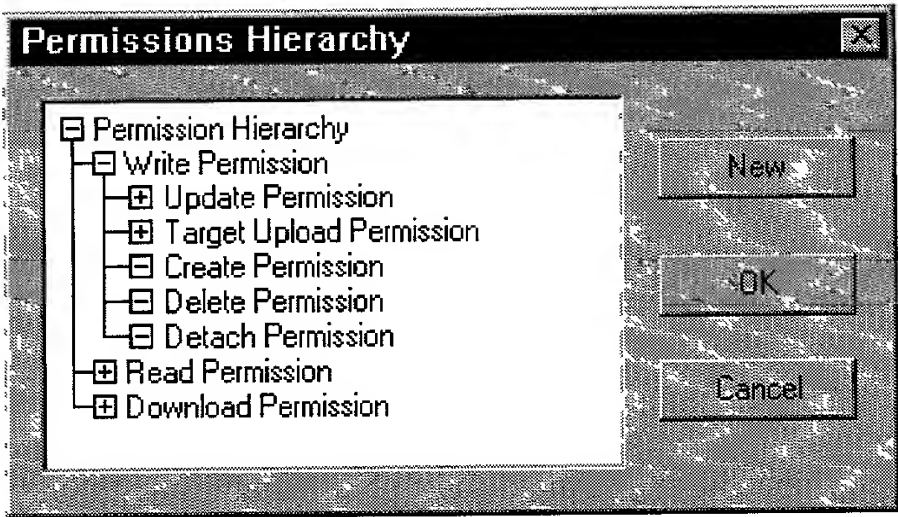 Permissions Hierarchy
Permission Hierarchy
Write Permission
Update Permission
Target Upload Permission
Create Permission
Delete Permission
Detach Permission
Read Permission
Download Permission
New
OK
Cancel